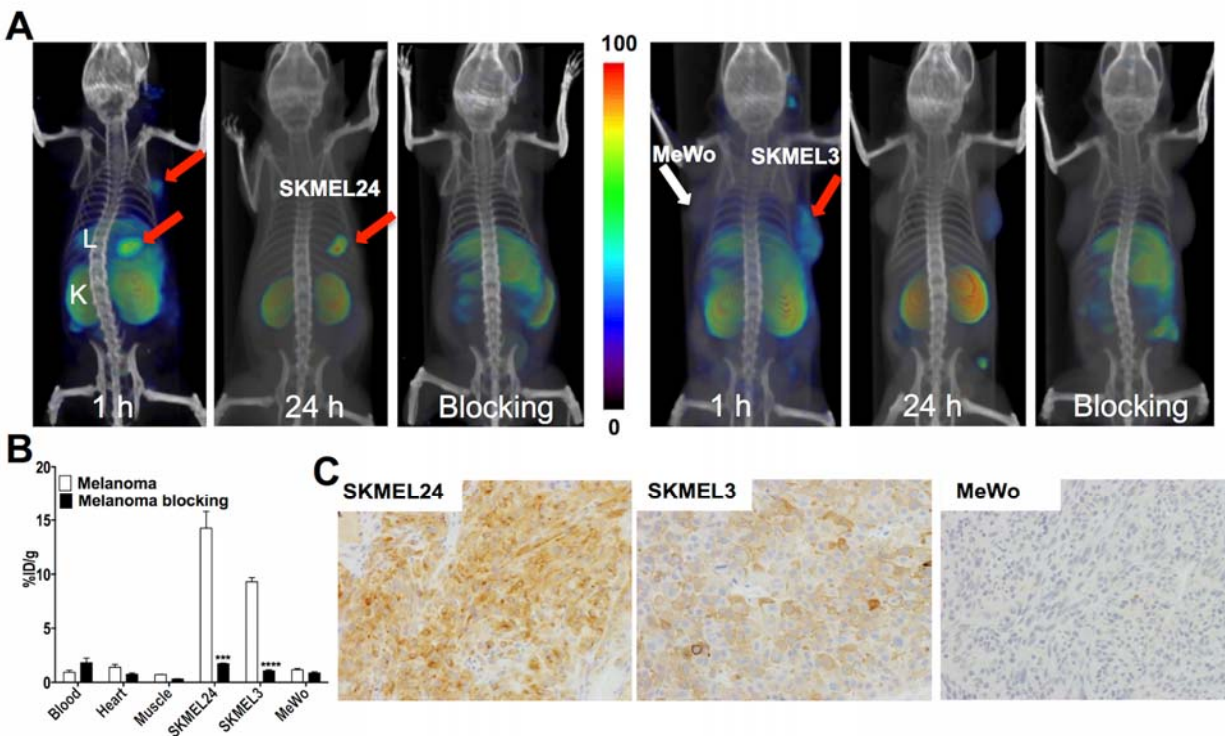 A
100
0
SKMEL24
L
K
1 h
24 h
Blocking
MeWo
SKMEL3
1 h
24 h
Blocking
B
20
15
10
5
0
%ID/g
Melanoma
Melanoma blocking
***
****
Blood
Heart
Muscle
SKMEL24
SKMEL3
MeWo
C
SKMEL24
SKMEL3
MeWo